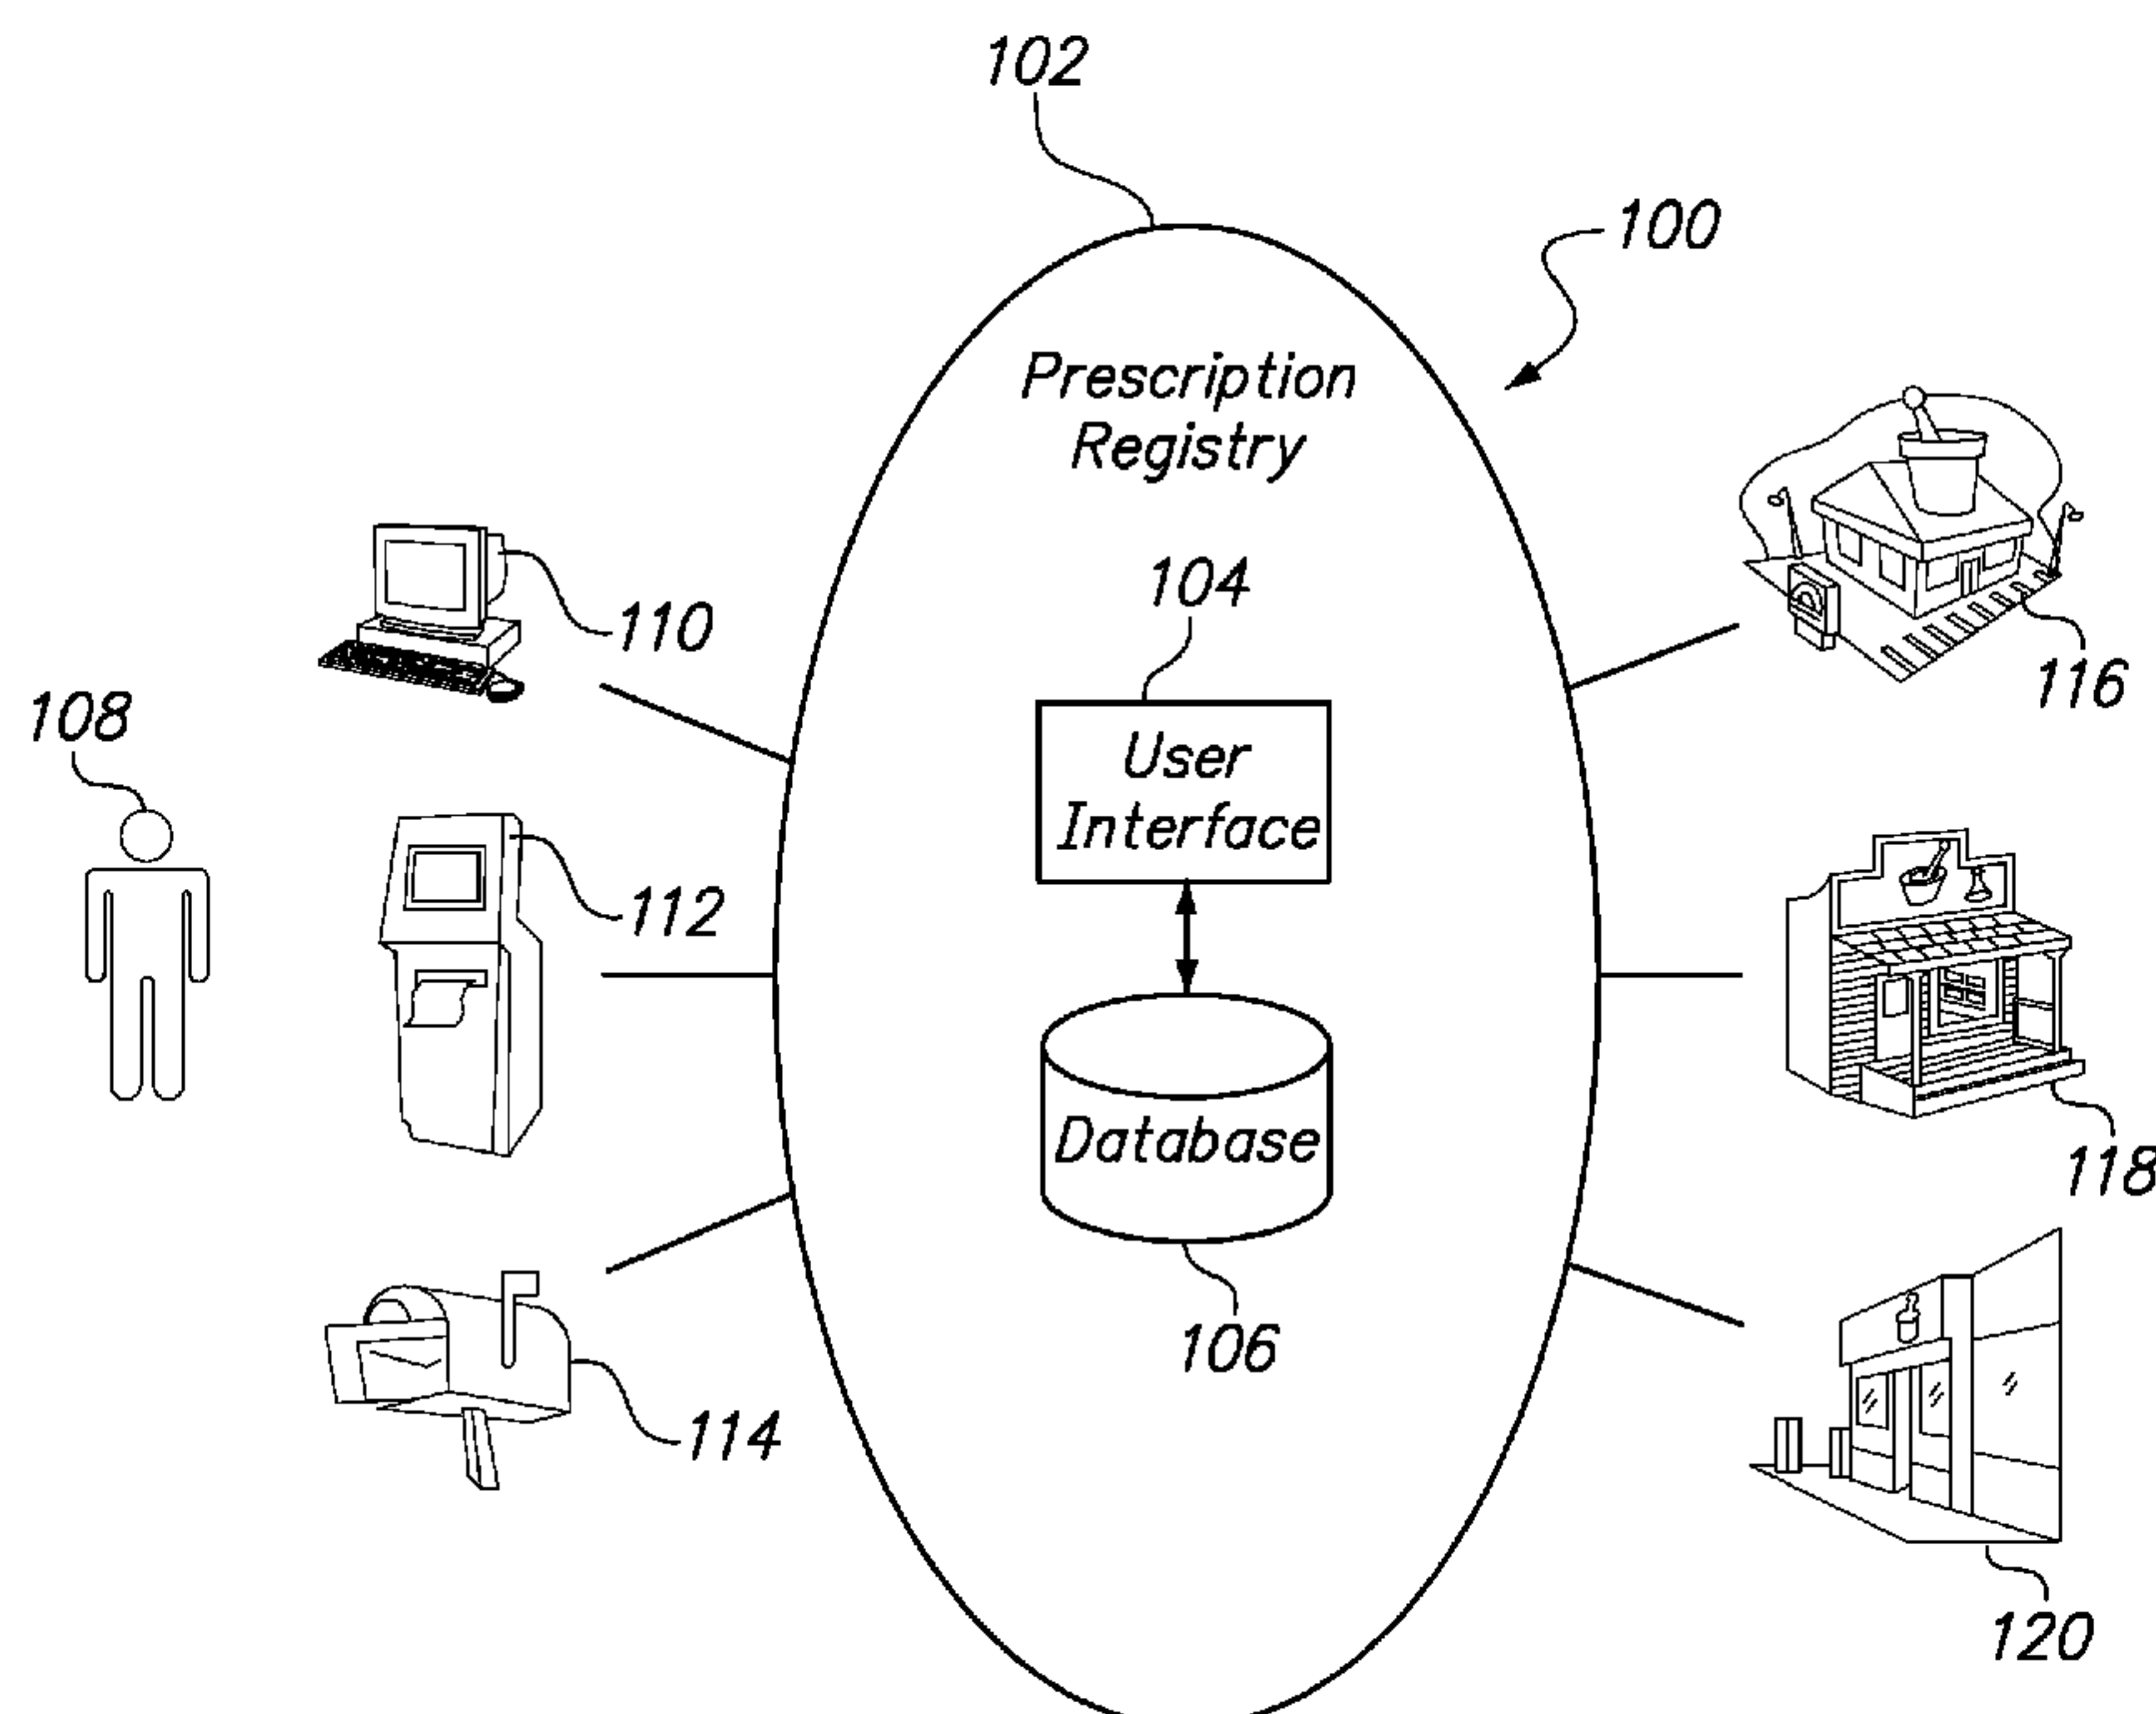 102
100
Prescription
Registry
104
110
116
108
User
Interface
112
Database
118
106
114
120